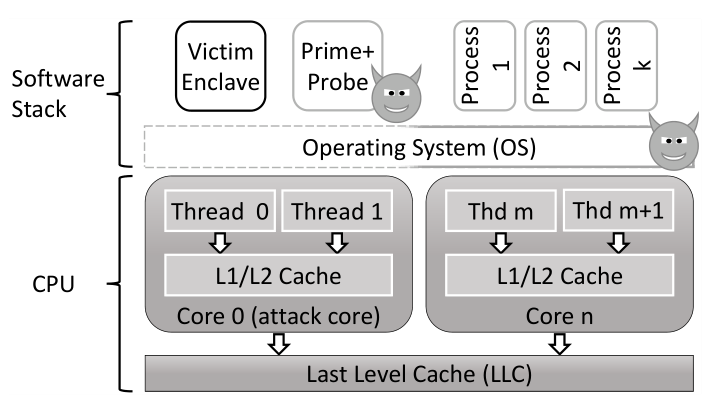 Software
Stack
Victim
Enclave
Prime+
Probe
Process
1
Process
2
Process
k
Operating System (OS)
CPU
Thread 0
Thread 1
L1/L2 Cache
Core 0 (attack core)
Thd m
Thd m+1
L1/L2 Cache
Core n
Last Level Cache (LLC)